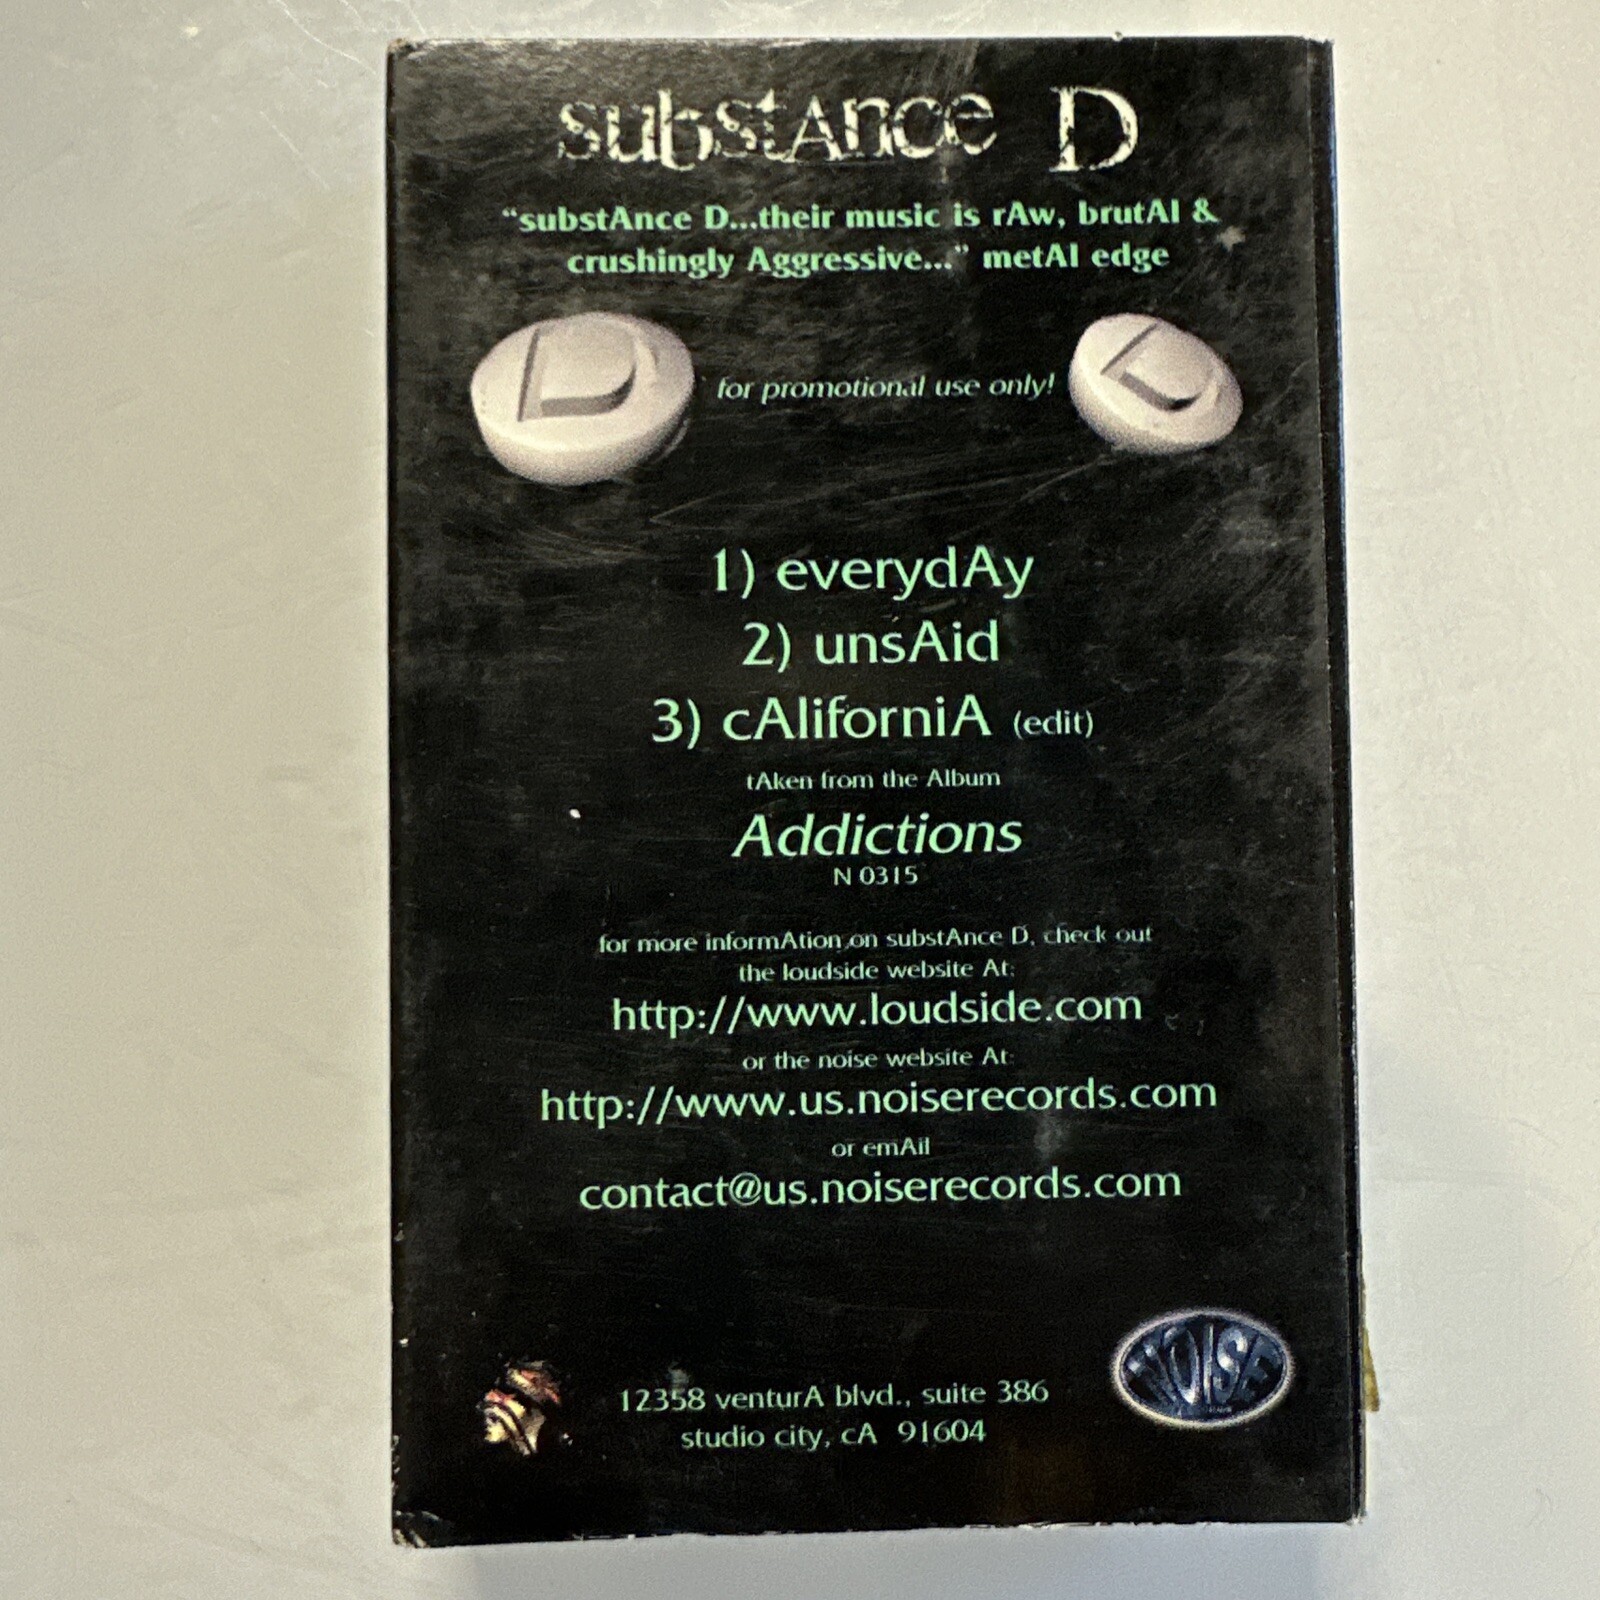 substAnce D
"substAnce D...their music is rAw, brutAl &
crushingly Aggressive..." metAl edge
D
for promotional use only!
D
1) everydAy
2) unsAid
3) cAliforniA (edit)
tAken from the Album
Addictions
N 0315
for more informAtion on substAnce D, check out
the loudside website At:
http://www.loudside.com
or the noise website At:
http://www.us.noiserecords.com
or emAil
contact@us.noiserecords.com
NOISE
12358 venturA blvd., suite 386
studio city, cA 91604